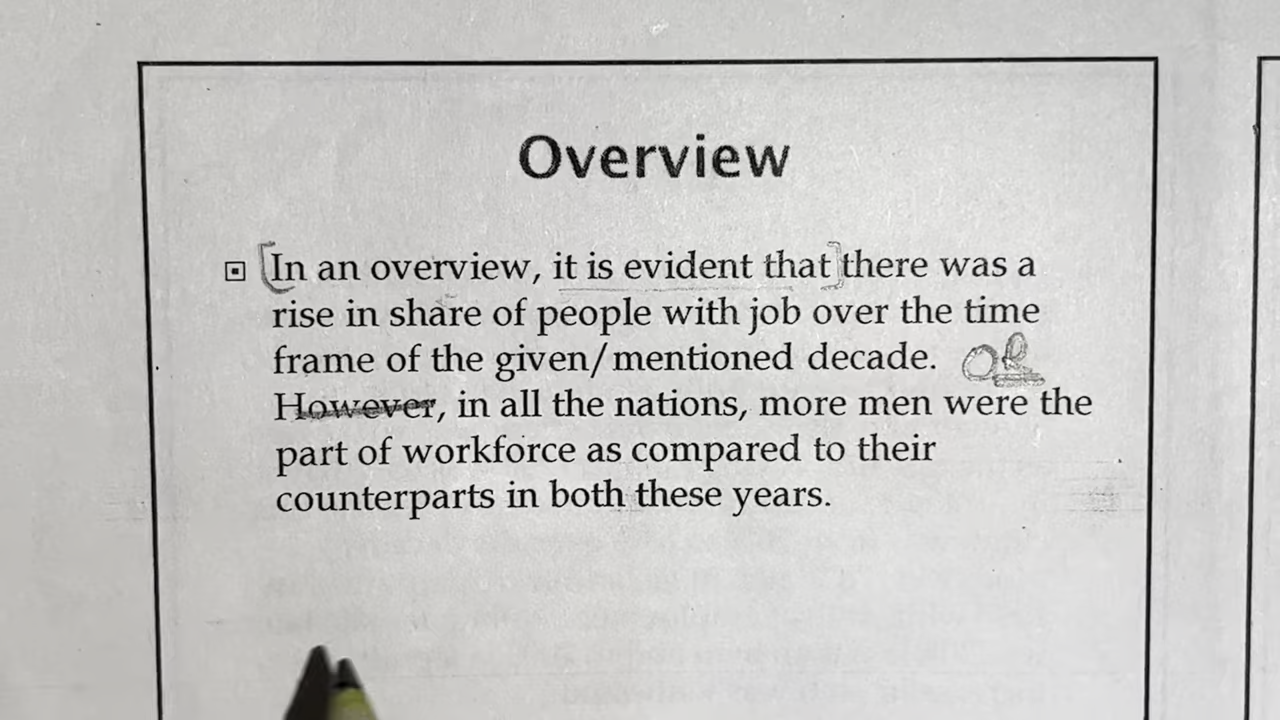 Overview
In an overview, it is evident that there was a
rise in share of people with job over the time
frame of the given/mentioned decade.
However, in all the nations, more men were the
part of workforce as compared to their
counterparts in both these years.